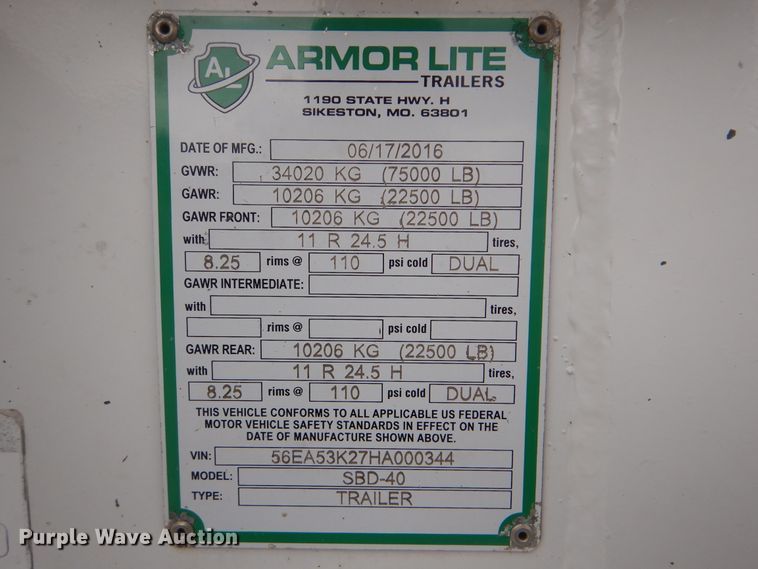 AL ARMOR LITE
TRAILERS
1190 STATE HWY. H
SIKESTON, MO. 63801
DATE OF MFG.: 06/17/2016
GVWR: 34020 KG (75000 LB)
GAWR: 10206 KG (22500 LB)
GAWR FRONT: 10206 KG (22500 LB)
with 11 R 24.5 H tires,
8.25 rims @ 110 psi cold DUAL
GAWR INTERMEDIATE:
with tires,
rims @ psi cold
GAWR REAR: 10206 KG (22500 LB)
with 11 R 24.5 H tires,
8.25 rims @ 110 psi cold DUAL
THIS VEHICLE CONFORMS TO ALL APPLICABLE US FEDERAL
MOTOR VEHICLE SAFETY STANDARDS IN EFFECT ON THE
DATE OF MANUFACTURE SHOWN ABOVE.
VIN: 56EA53K27HA000344
MODEL: SBD-40
TYPE: TRAILER
Purple Wave Auction